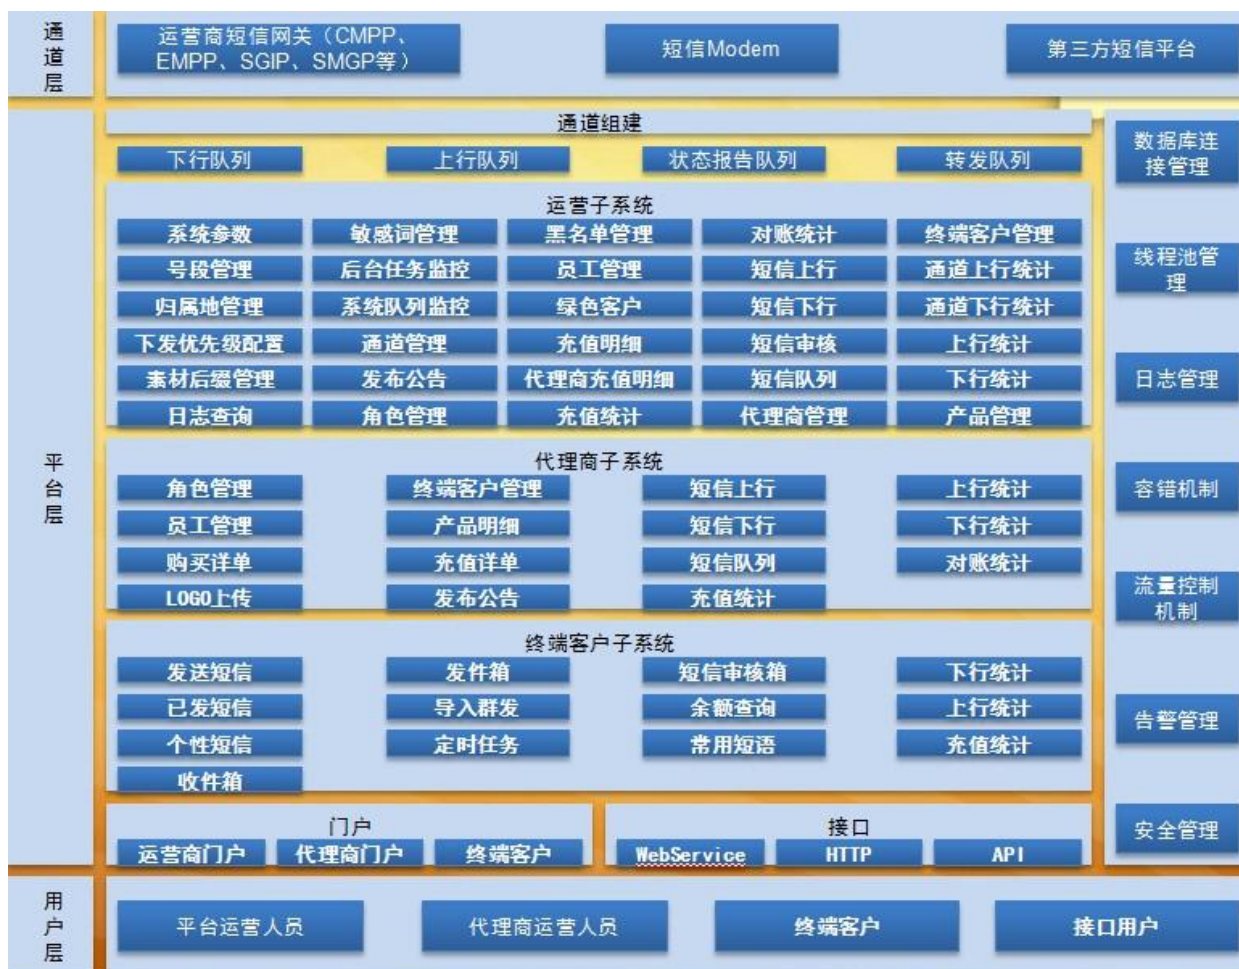 通
道
层
运营商短信网关（CMPP、
EMPP、SGIP、SMGP等）
短信Modem
第三方短信平台
平
台
层
通道组建
下行队列
上行队列
状态报告队列
转发队列
运营子系统
系统参数
敏感词管理
黑名单管理
对账统计
终端客户管理
号段管理
后台任务监控
员工管理
短信上行
通道上行统计
归属地管理
系统队列监控
绿色客户
短信下行
通道下行统计
下发优先级配置
通道管理
充值明细
短信审核
上行统计
素材后缀管理
发布公告
代理商充值明细
短信队列
下行统计
日志查询
角色管理
充值统计
代理商管理
产品管理
代理商子系统
角色管理
终端客户管理
短信上行
上行统计
员工管理
产品明细
短信下行
下行统计
购买详单
充值详单
短信队列
对账统计
LOGO上传
发布公告
充值统计
终端客户子系统
发送短信
发件箱
短信审核箱
下行统计
已发短信
导入群发
余额查询
上行统计
个性短信
定时任务
常用短语
充值统计
收件箱
门户
运营商门户
代理商门户
终端客户
接口
WebService
HTTP
API
数据库连
接管理
线程池管
理
日志管理
容错机制
流量控制
机制
告警管理
安全管理
用
户
层
平台运营人员
代理商运营人员
终端客户
接口用户